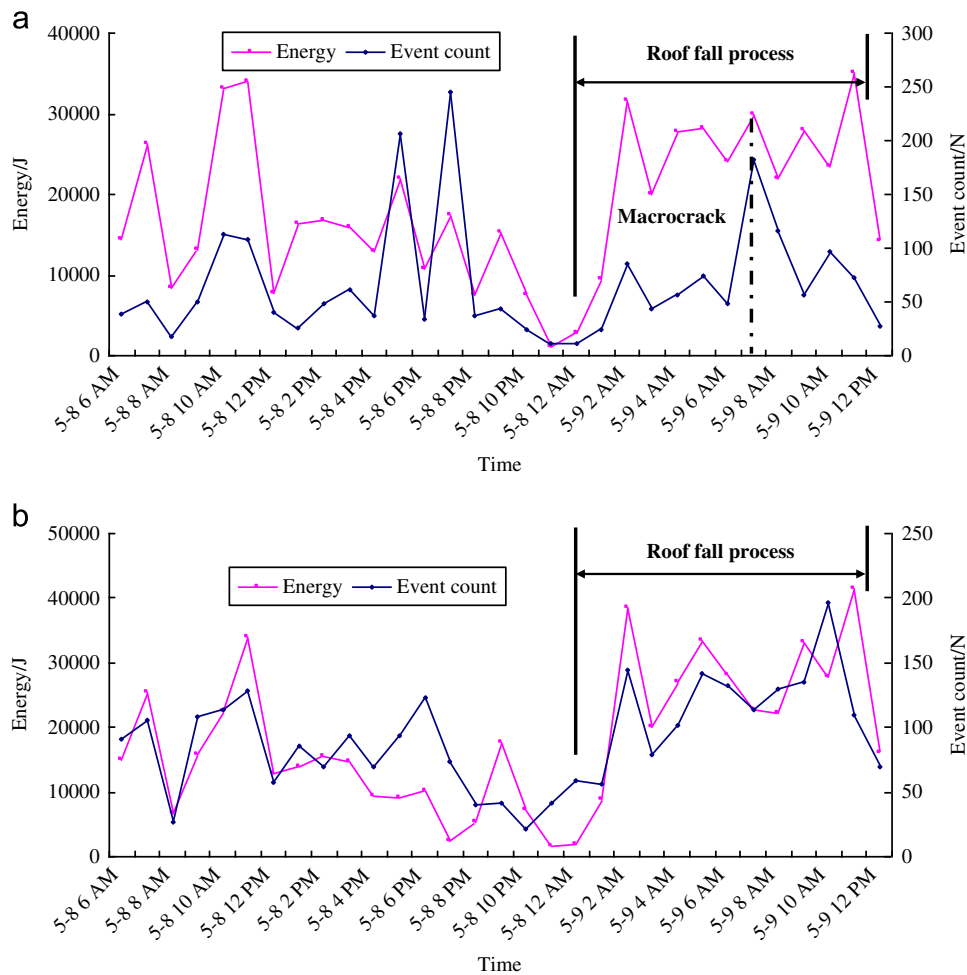 a
40000
30000
20000
10000
0
Energy/J
Energy
Event count
Roof fall process
Macrocrack
300
250
200
150
100
50
0
Event count/N
5-8 6 AM
5-8 8 AM
5-8 10 AM
5-8 12 PM
5-8 2 PM
5-8 4 PM
5-8 6 PM
5-8 8 PM
5-8 10 PM
5-8 12 AM
5-9 2 AM
5-9 4 AM
5-9 6 AM
5-9 8 AM
5-9 10 AM
5-9 12 PM
Time
b
50000
40000
30000
20000
10000
0
Energy/J
Energy
Event count
Roof fall process
250
200
150
100
50
0
Event count/N
5-8 6 AM
5-8 8 AM
5-8 10 AM
5-8 12 PM
5-8 2 PM
5-8 4 PM
5-8 6 PM
5-8 8 PM
5-8 10 PM
5-8 12 AM
5-9 2 AM
5-9 4 AM
5-9 6 AM
5-9 8 AM
5-9 10 AM
5-9 12 PM
Time